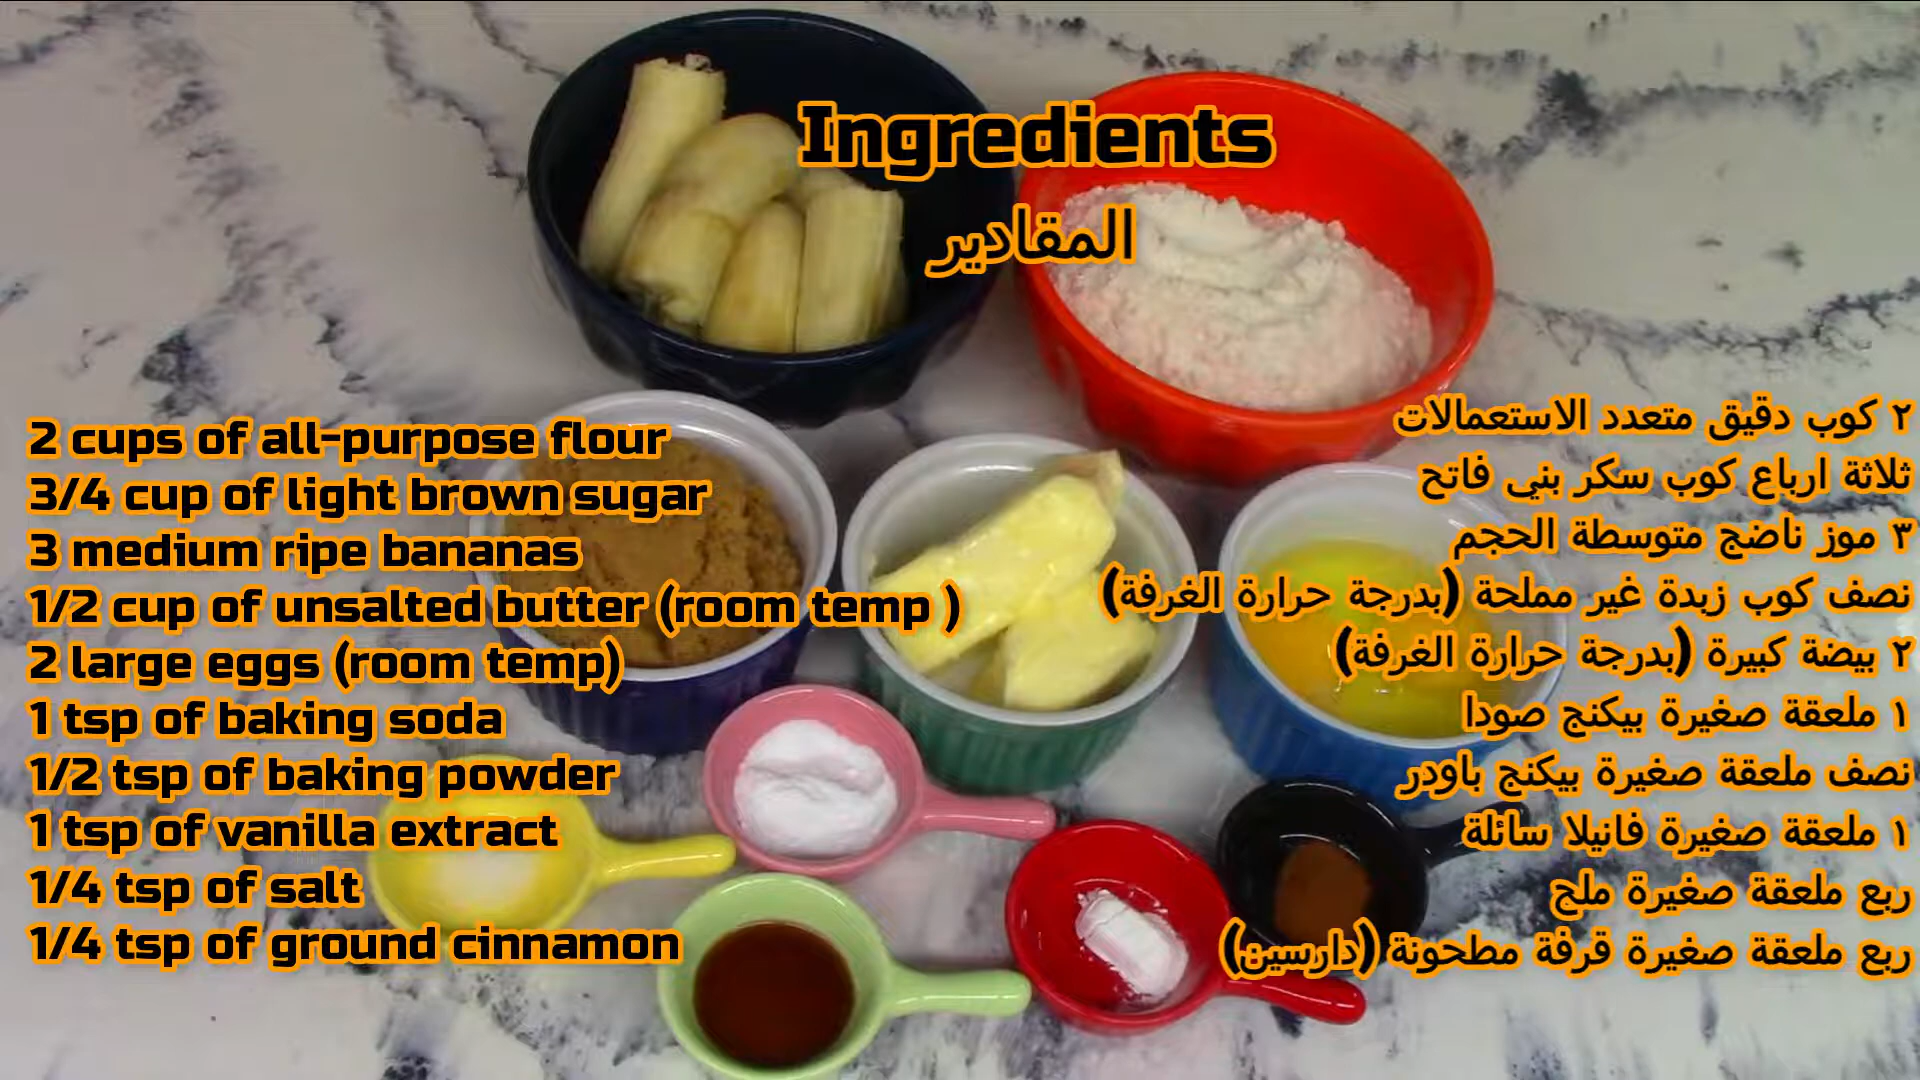 Ingredients
المقادير
2 cups of all-purpose flour
3/4 cup of light brown sugar
3 medium ripe bananas
1/2 cup of unsalted butter (room temp )
2 large eggs (room temp)
1 tsp of baking soda
1/2 tsp of baking powder
1 tsp of vanilla extract
1/4 tsp of salt
1/4 tsp of ground cinnamon
٢ كوب دقيق متعدد الاستعمالات
ثلاثة ارباع كوب سكر بني فاتح
٣ موز ناضج متوسطة الحجم
نصف كوب زبدة غير مملحة (بدرجة حرارة الغرفة)
٢ بيضة كبيرة (بدرجة حرارة الغرفة)
١ ملعقة صغيرة بيكنج صودا
نصف ملعقة صغيرة بيكنج باودر
١ ملعقة صغيرة فانيلا سائلة
ربع ملعقة صغيرة ملح
ربع ملعقة صغيرة قرفة مطحونة (دارسين)